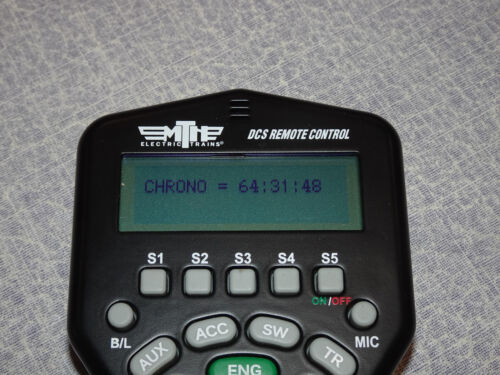 MTH
ELECTRIC TRAINS®
DCS REMOTE CONTROL
CHRONO = 64:31:48
S1 S2 S3 S4 S5
ON/OFF
B/L ACC SW MIC
AUX TR
ENG